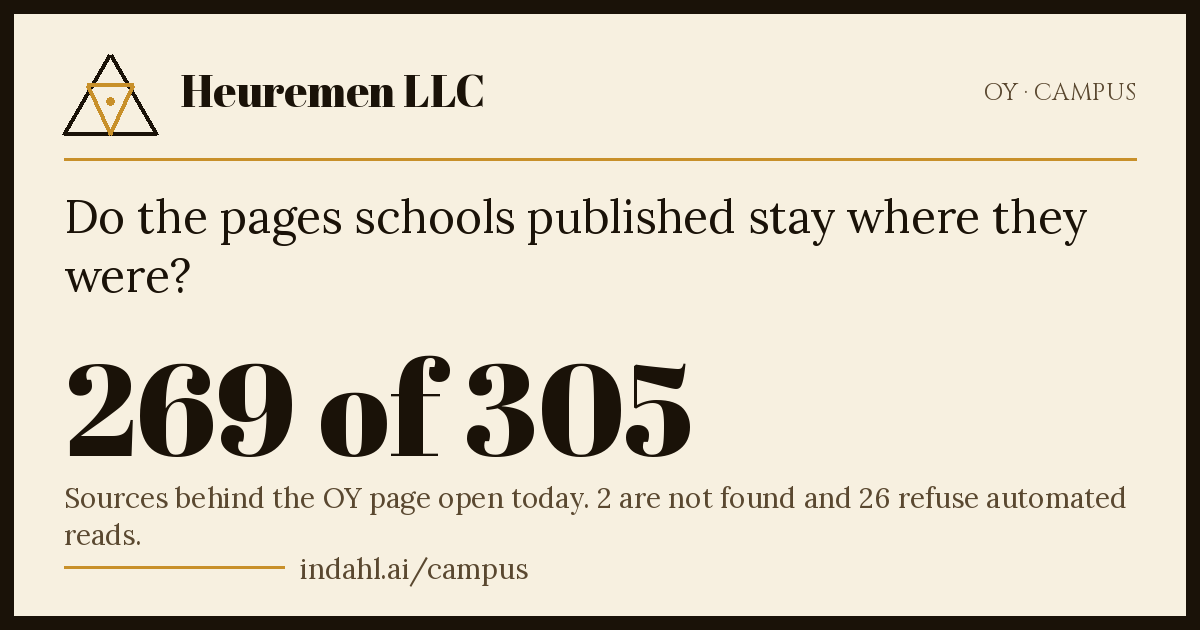 Heuremen LLC
OY · CAMPUS
Do the pages schools published stay where they
were?
269 of 305
Sources behind the OY page open today. 2 are not found and 26 refuse automated
reads.
indahl.ai/campus